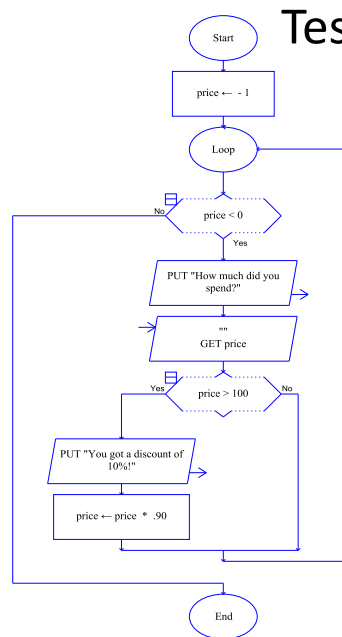 Tes
Start
price ← - 1
Loop
price < 0
No
Yes
PUT "How much did you
spend?"
""
GET price
price > 100
Yes
No
PUT "You got a discount of
10%!"
price ← price * .90
End